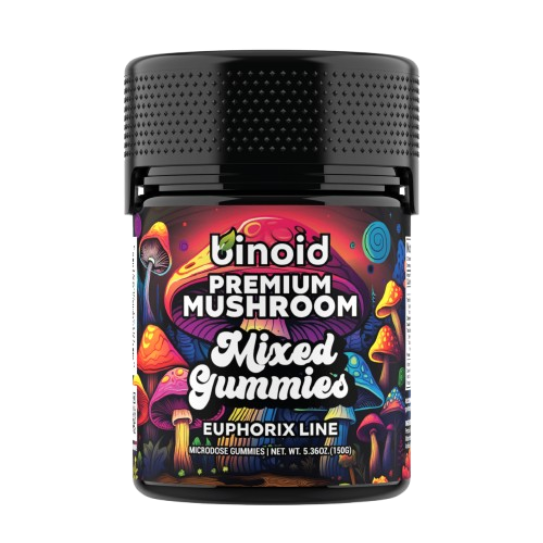 binoid
PREMIUM
MUSHROOM
Mixed
Gummies
EUPHORIX LINE
MICRODOSE GUMMIES | NET. WT. 5.36OZ.(150G)